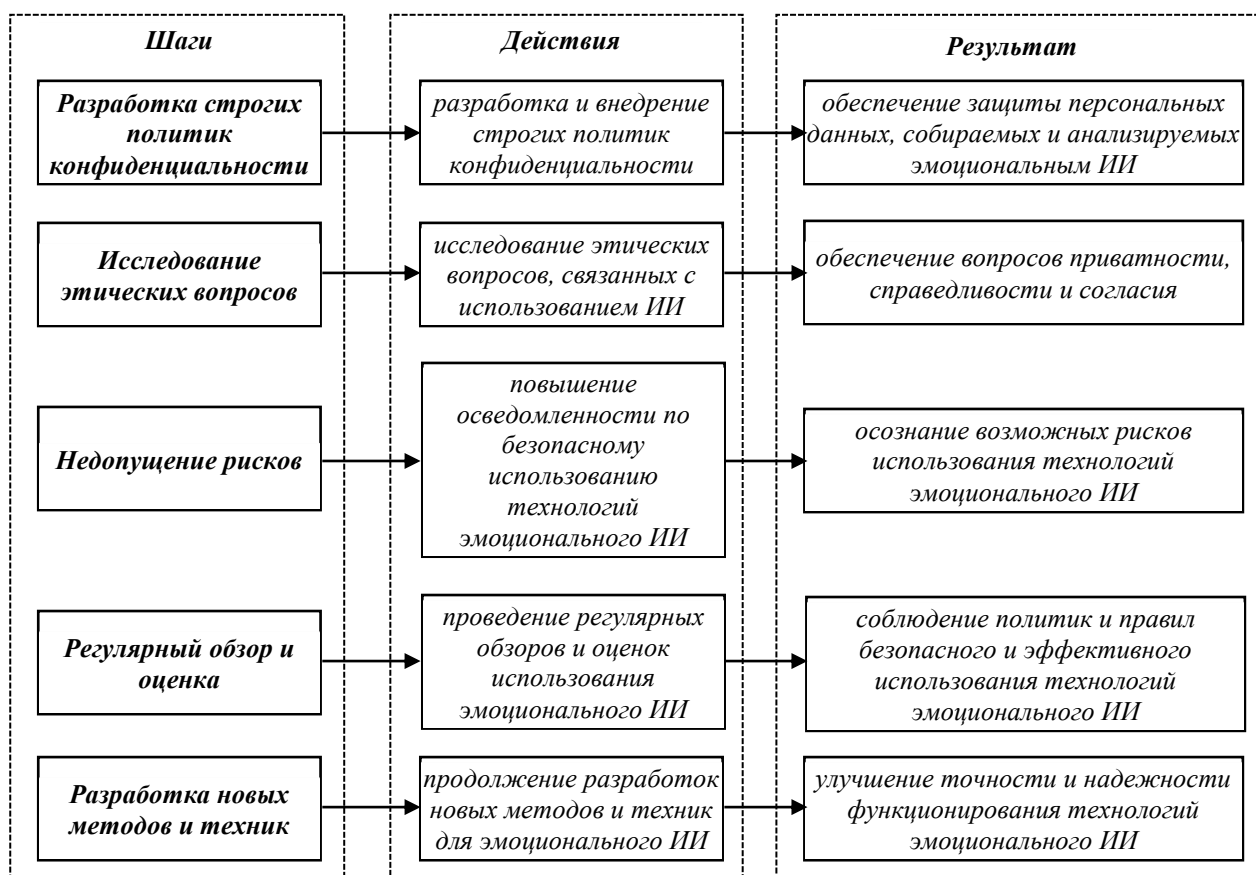 Шаги
Действия
Результат
Разработка строгих
политик
конфиденциальности
разработка и внедрение
строгих политик
конфиденциальности
обеспечение защиты персональных
данных, собираемых и анализируемых
эмоциональным ИИ
Исследование
этических вопросов
исследование этических
вопросов, связанных с
использованием ИИ
обеспечение вопросов приватности,
справедливости и согласия
Недопущение рисков
повышение
осведомленности по
безопасному
использованию
технологий
эмоционального ИИ
осознание возможных рисков
использования технологий
эмоционального ИИ
Регулярный обзор и
оценка
проведение регулярных
обзоров и оценок
использования
эмоционального ИИ
соблюдение политик и правил
безопасного и эффективного
использования технологий
эмоционального ИИ
Разработка новых
методов и техник
продолжение разработок
новых методов и техник
для эмоционального ИИ
улучшение точности и надежности
функционирования технологий
эмоционального ИИ